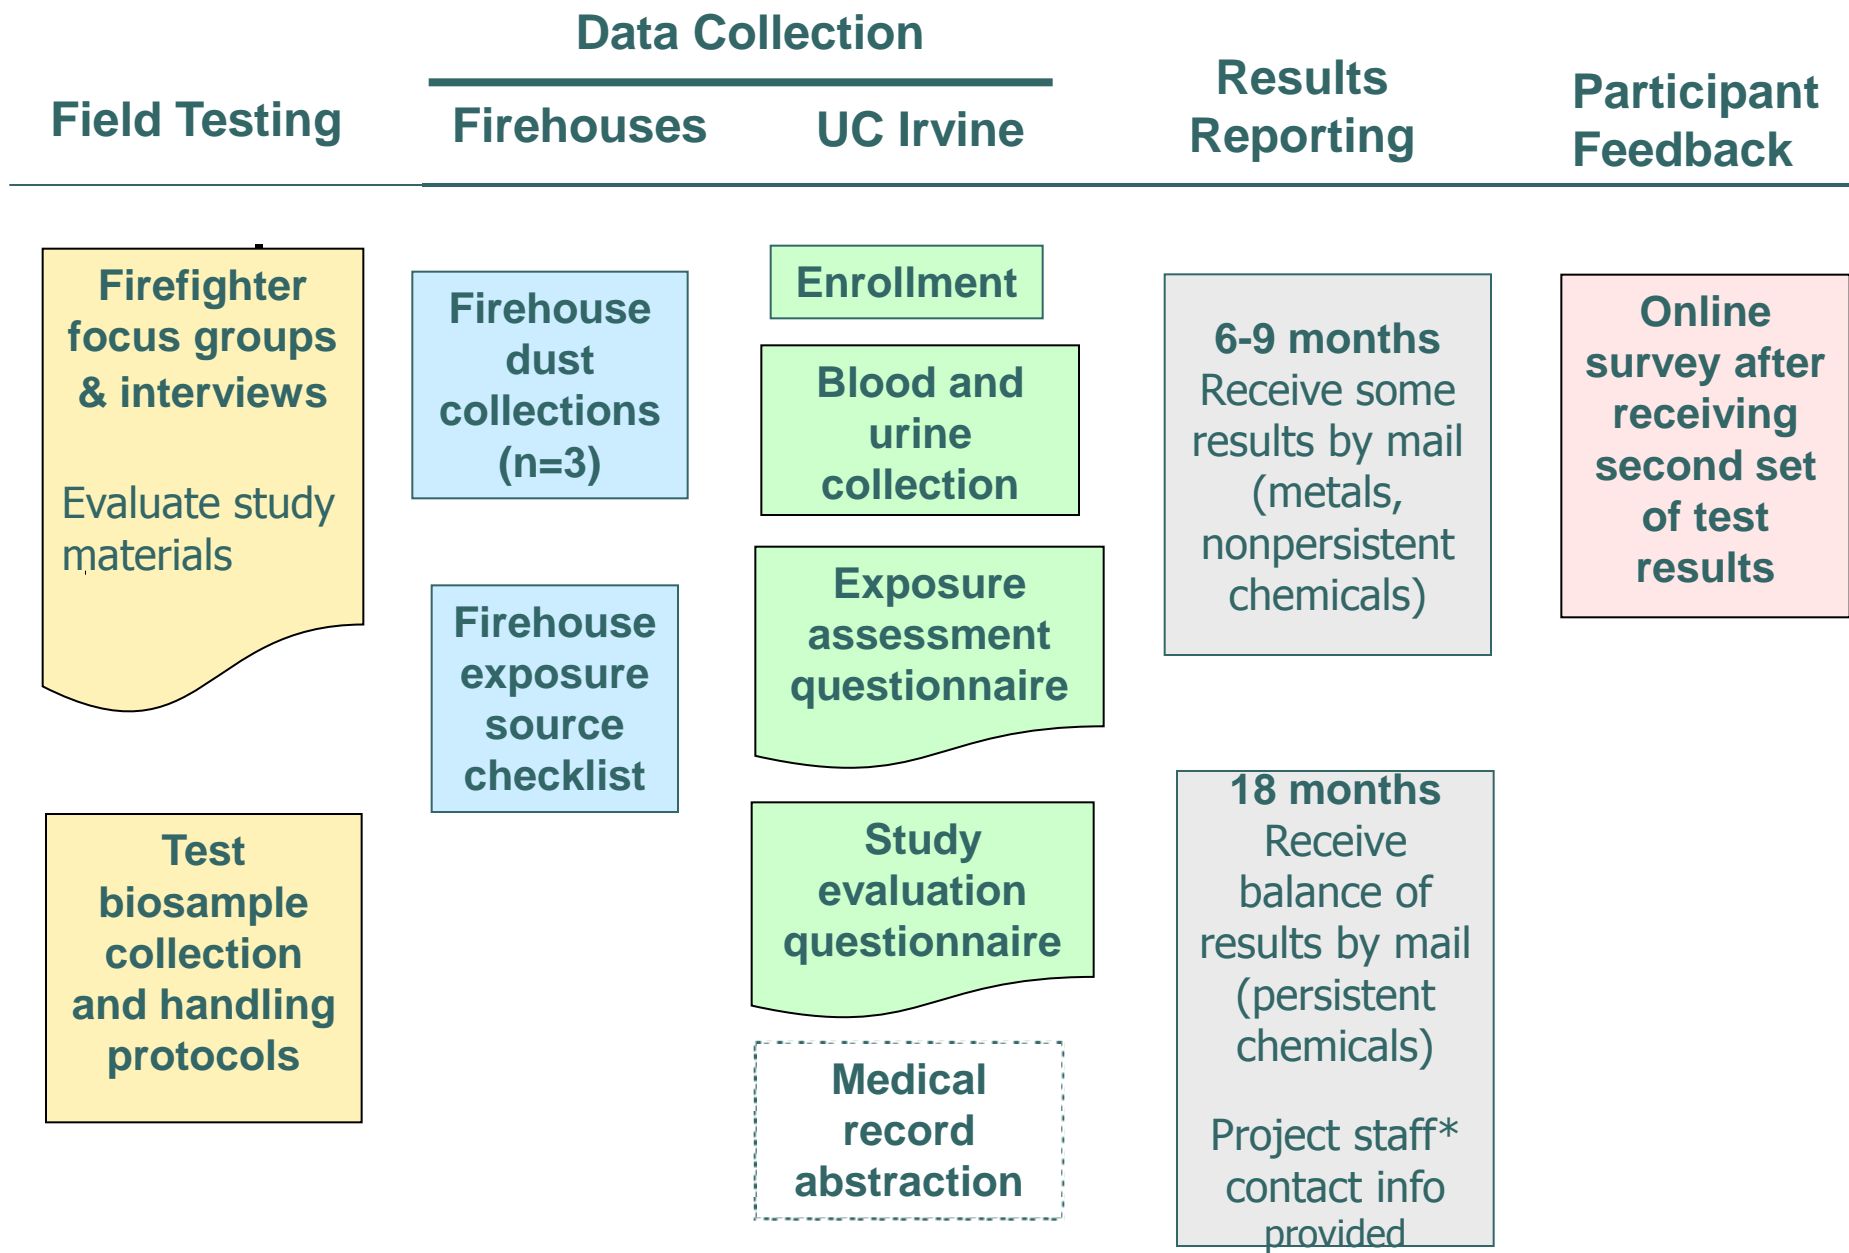 Data Collection
Field Testing
Firehouses
UC Irvine
Results
Reporting
Participant
Feedback
Firefighter
focus groups
& interviews
Evaluate study
materials
Test
biosample
collection
and handling
protocols
Firehouse
dust
collections
(n=3)
Firehouse
exposure
source
checklist
Enrollment
Blood and
urine
collection
Exposure
assessment
questionnaire
Study
evaluation
questionnaire
Medical
record
abstraction
6-9 months
Receive some
results by mail
(metals,
nonpersistent
chemicals)
18 months
Receive
balance of
results by mail
(persistent
chemicals)
Project staff*
contact info
provided
Online
survey after
receiving
second set
of test
results